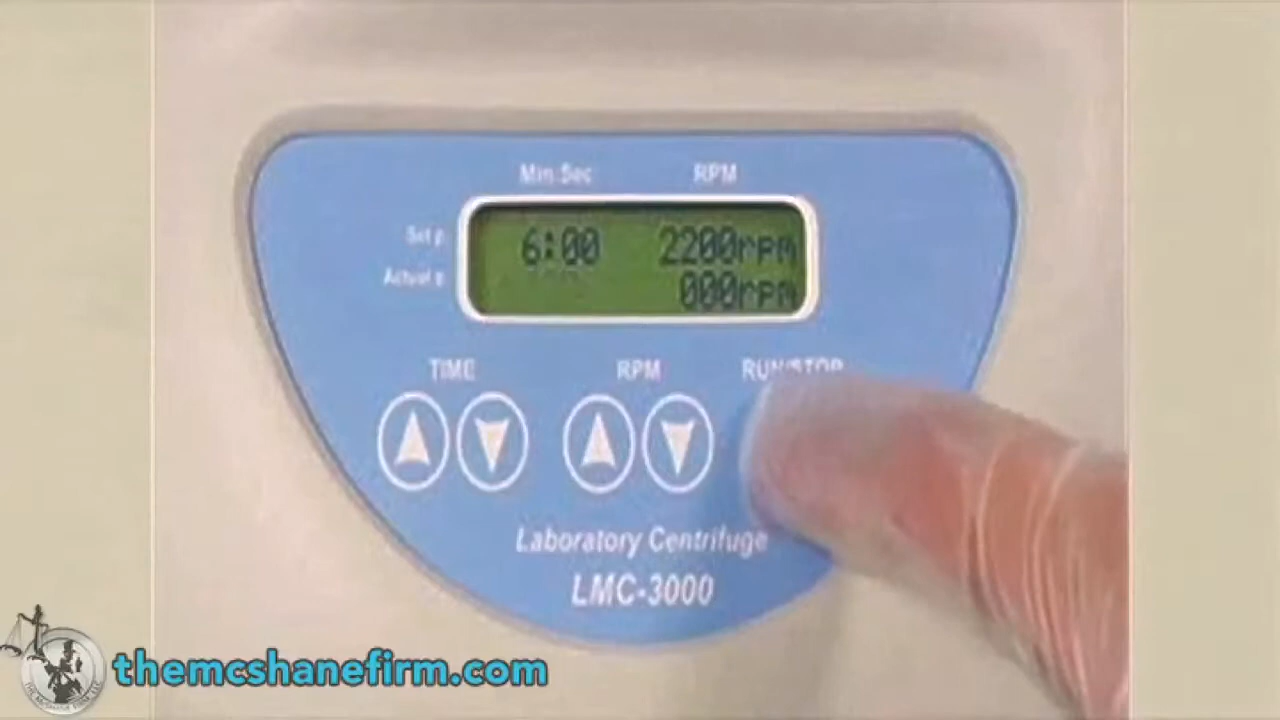 Min.Sec RPM
Set p. 6:00 2200rpm
Actual p. 000rpm
TIME RPM RUN/STOP
Laboratory Centrifuge
LMC-3000
themcshanefirm.com